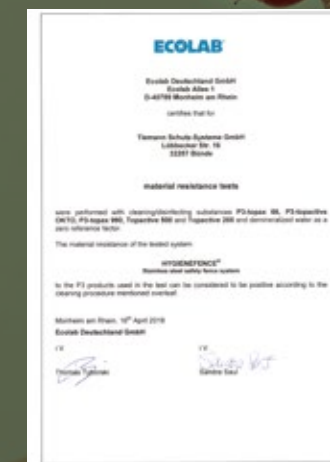 ECOLAB
Ecolab Deutschland GmbH
Ecolab Allee 1
D-40789 Monheim am Rhein
certifies that for
Tiemann Schutz-Systeme GmbH
Lübbecker Str. 16
32257 Bünde
material resistance tests
were performed with cleaning/disinfecting substances P3-topax 66, P3-topactive
OKTO, P3-topax 990, Topactive 500 and Topactive 200 and demineralized water as a
zero reference factor.
The material resistance of the tested system
HYGIENEFENCE®
Stainless steel safety fence system
to the P3 products used in the test can be considered to be positive according to the
cleaning procedure mentioned overleaf.
Monheim am Rhein, 10th April 2019
Ecolab Deutschland GmbH
Thomas
Sandra